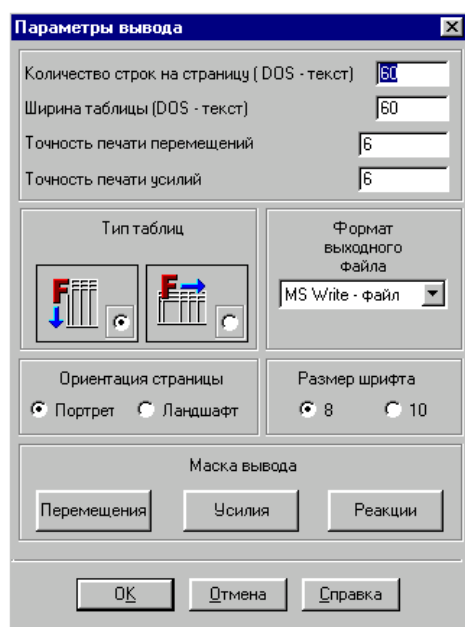 Параметры вывода
Количество строк на страницу ( DOS - текст) 60
Ширина таблицы (DOS - текст) 60
Точность печати перемещений 6
Точность печати усилий 6
Тип таблиц
F
F
Формат
выходного
файла
MS Write - файл
Ориентация страницы
Портрет Ландшафт
Размер шрифта
8 10
Маска вывода
Перемещения Усилия Реакции
OK Отмена Справка